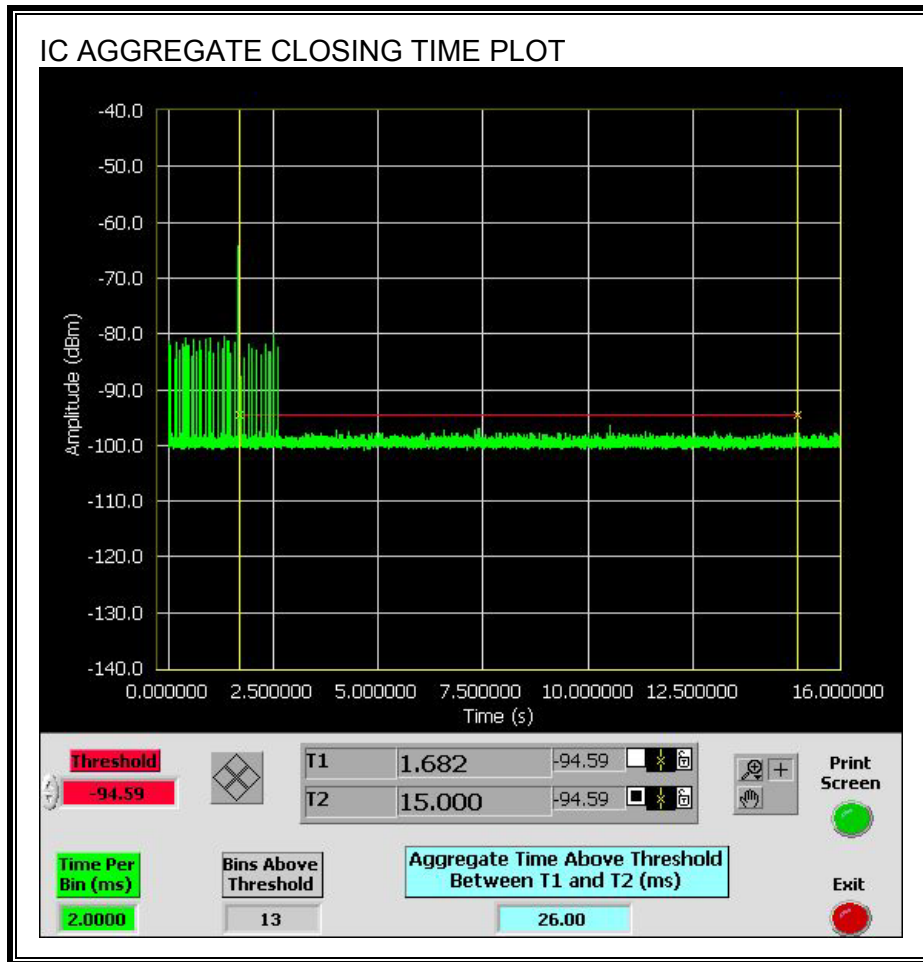 IC AGGREGATE CLOSING TIME PLOT
-40.0
-50.0
-60.0
-70.0
-80.0
-90.0
-100.0
-110.0
-120.0
-130.0
-140.0
Amplitude (dBm)
0.000000 2.500000 5.000000 7.500000 10.000000 12.500000 16.000000
Time (s)
Threshold
-94.59
T1 1.682 -94.59
T2 15.000 -94.59
Print
Screen
Time Per
Bin (ms)
2.0000
Bins Above
Threshold
13
Aggregate Time Above Threshold
Between T1 and T2 (ms)
26.00
Exit